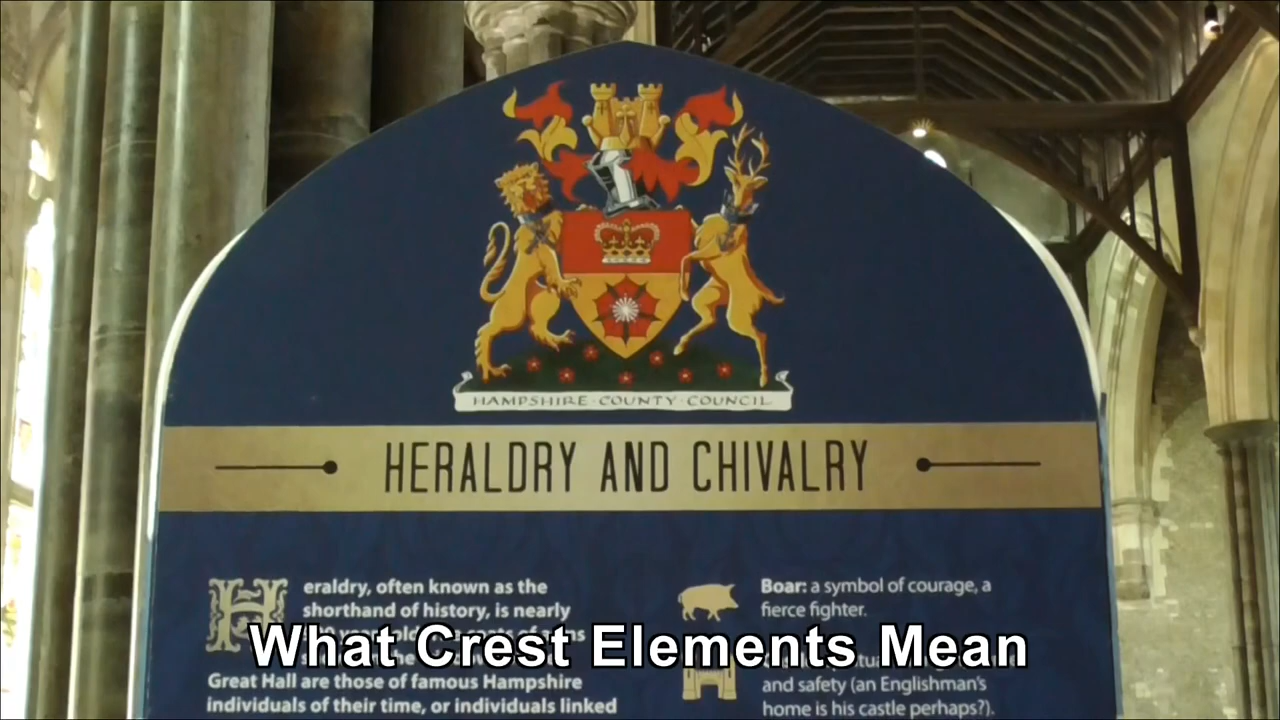 HAMPSHIRE·COUNTY·COUNCIL
HERALDRY AND CHIVALRY
Heraldry, often known as the
shorthand of history, is nearly
Great Hall are those of famous Hampshire
individuals of their time, or individuals linked
Boar: a symbol of courage, a
fierce fighter.
and safety (an Englishman's
home is his castle perhaps?).
What Crest Elements Mean